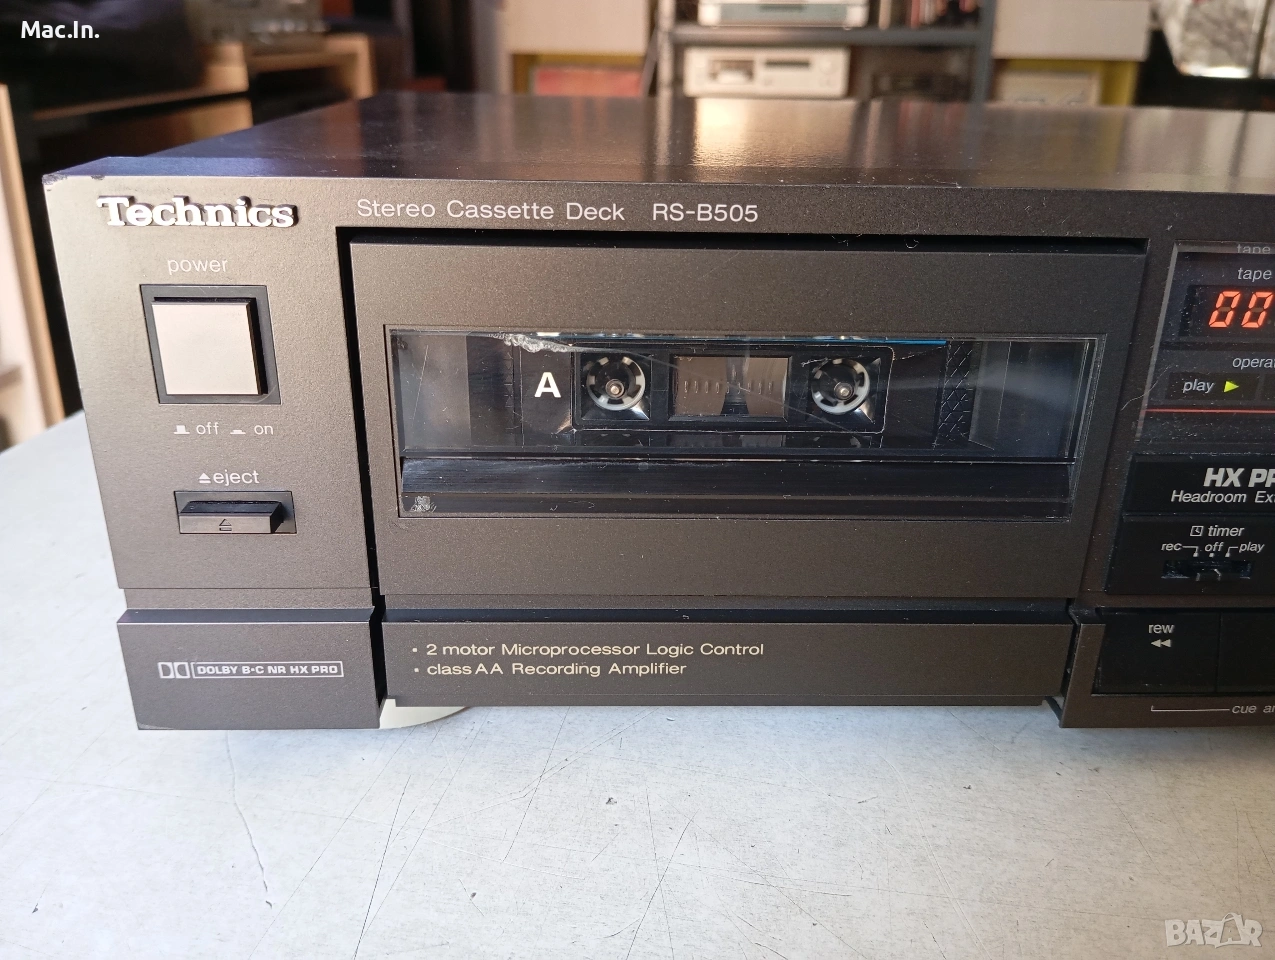 Mac.In.
Technics
Stereo Cassette Deck RS-B505
power
off on
eject
A
tape
tape
00
play
HX PR
Headroom Ex
timer
rec off play
rew
cue
DOLBY B·C NR HX PRO
• 2 motor Microprocessor Logic Control
• class AA Recording Amplifier
BAZAR